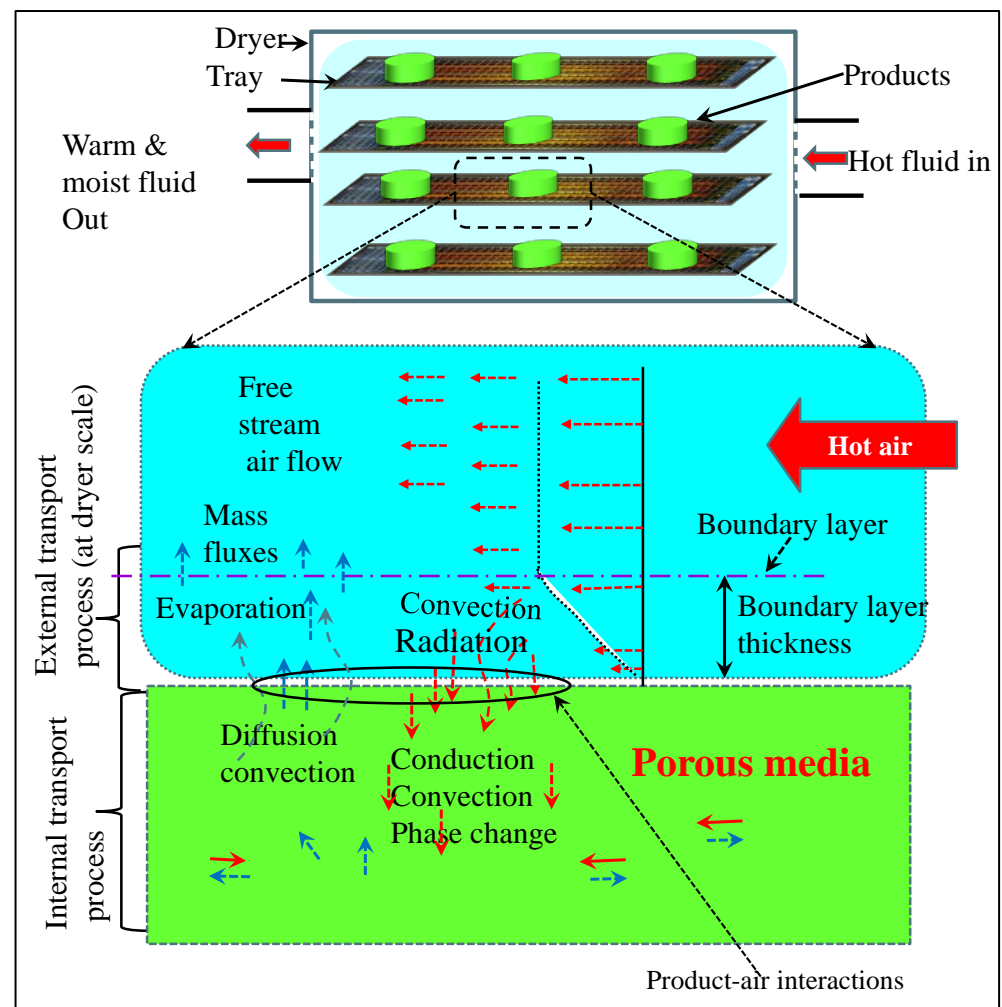 Dryer
Tray
Products
Warm &
moist fluid
Out
Hot fluid in
Free
stream
air flow
Hot air
Mass
fluxes
Boundary layer
Evaporation
Convection
Radiation
Boundary layer
thickness
External transport
process (at dryer scale)
Diffusion
convection
Conduction
Convection
Phase change
Porous media
Internal transport
process
Product-air interactions